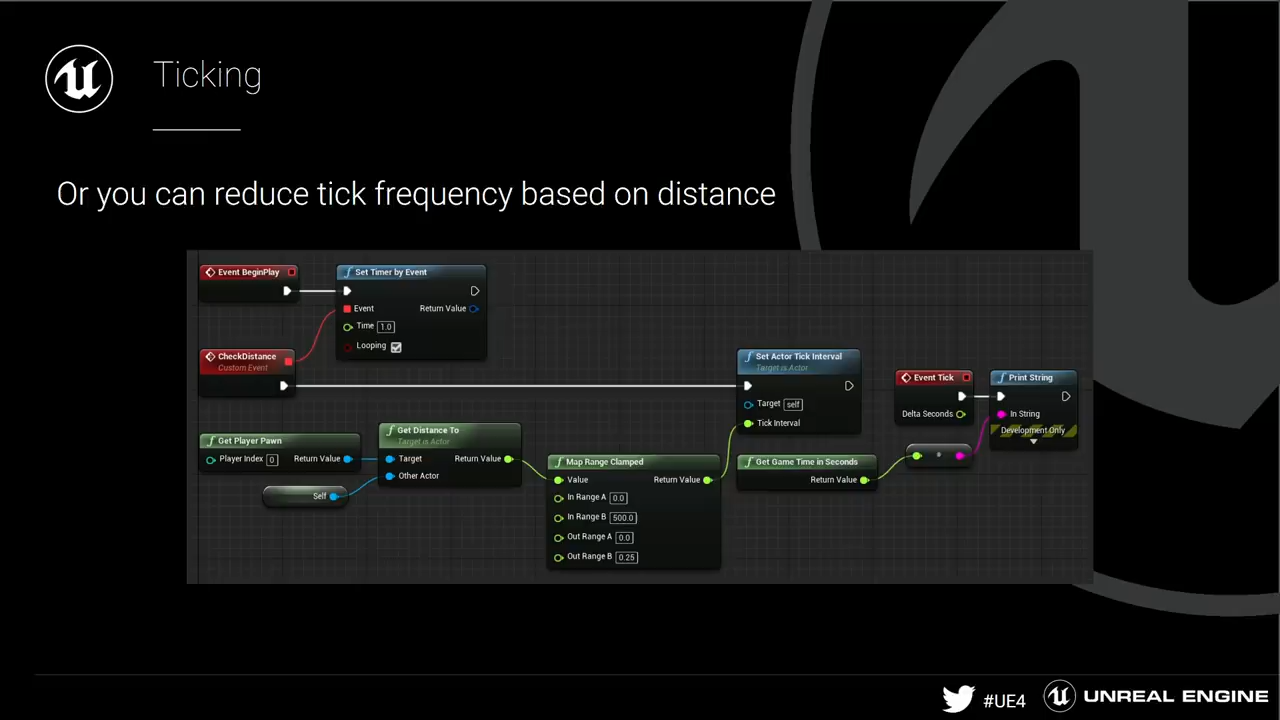 Ticking
Or you can reduce tick frequency based on distance
Event BeginPlay
Set Timer by Event
Event
Return Value
Time 1.0
Looping
CheckDistance
Custom Event
Set Actor Tick Interval
Target is Actor
Target self
Tick Interval
Event Tick
Delta Seconds
Print String
In String
Development Only
Get Player Pawn
Player Index 0
Return Value
Self
Get Distance To
Target is Actor
Target
Return Value
Other Actor
Map Range Clamped
Value
Return Value
In Range A 0.0
In Range B 500.0
Out Range A 0.0
Out Range B 0.25
Get Game Time in Seconds
Return Value
#UE4
UNREAL ENGINE